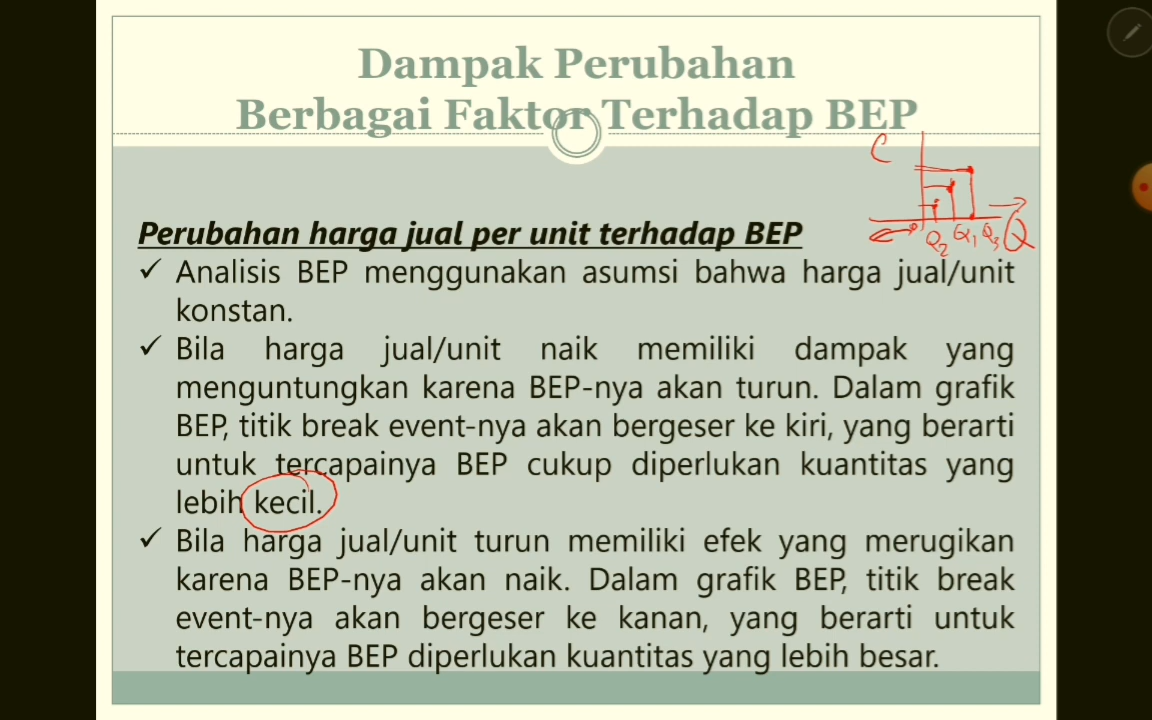 Dampak Perubahan
Berbagai Faktor Terhadap BEP
C
Q₂ Q₁ Q₃ Q
Perubahan harga jual per unit terhadap BEP
✓ Analisis BEP menggunakan asumsi bahwa harga jual/unit
konstan.
✓ Bila harga jual/unit naik memiliki dampak yang
menguntungkan karena BEP-nya akan turun. Dalam grafik
BEP, titik break event-nya akan bergeser ke kiri, yang berarti
untuk tercapainya BEP cukup diperlukan kuantitas yang
lebih kecil.
✓ Bila harga jual/unit turun memiliki efek yang merugikan
karena BEP-nya akan naik. Dalam grafik BEP, titik break
event-nya akan bergeser ke kanan, yang berarti untuk
tercapainya BEP diperlukan kuantitas yang lebih besar.